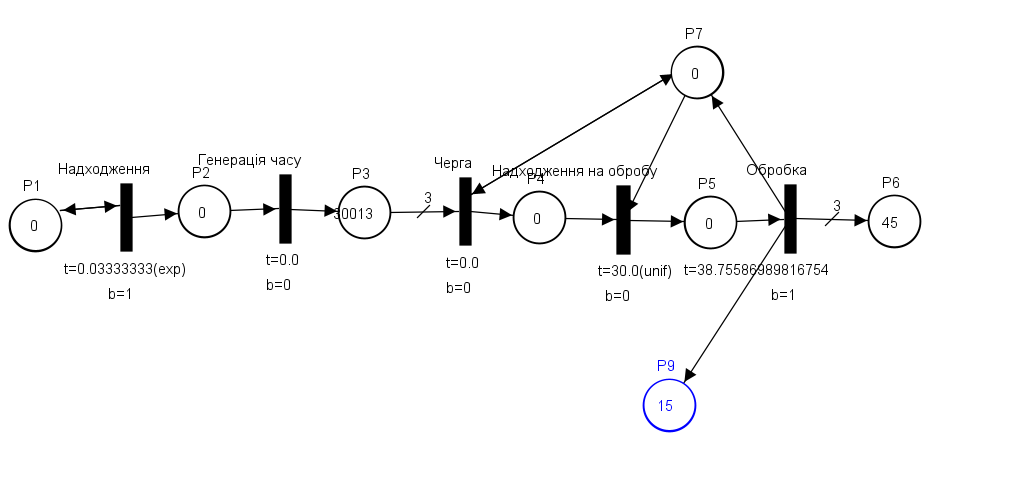 P7
0
Надходження
Генерація часу
Черга
Надходження на обробу
Обробка
P1
P2
P3
P4
P5
P6
0
0
3
0
0
3
45
t=0.03333333(exp)
b=1
t=0.0
b=0
t=0.0
b=0
t=30.0(unif)
b=0
t=38.75586989816754
b=1
P9
15